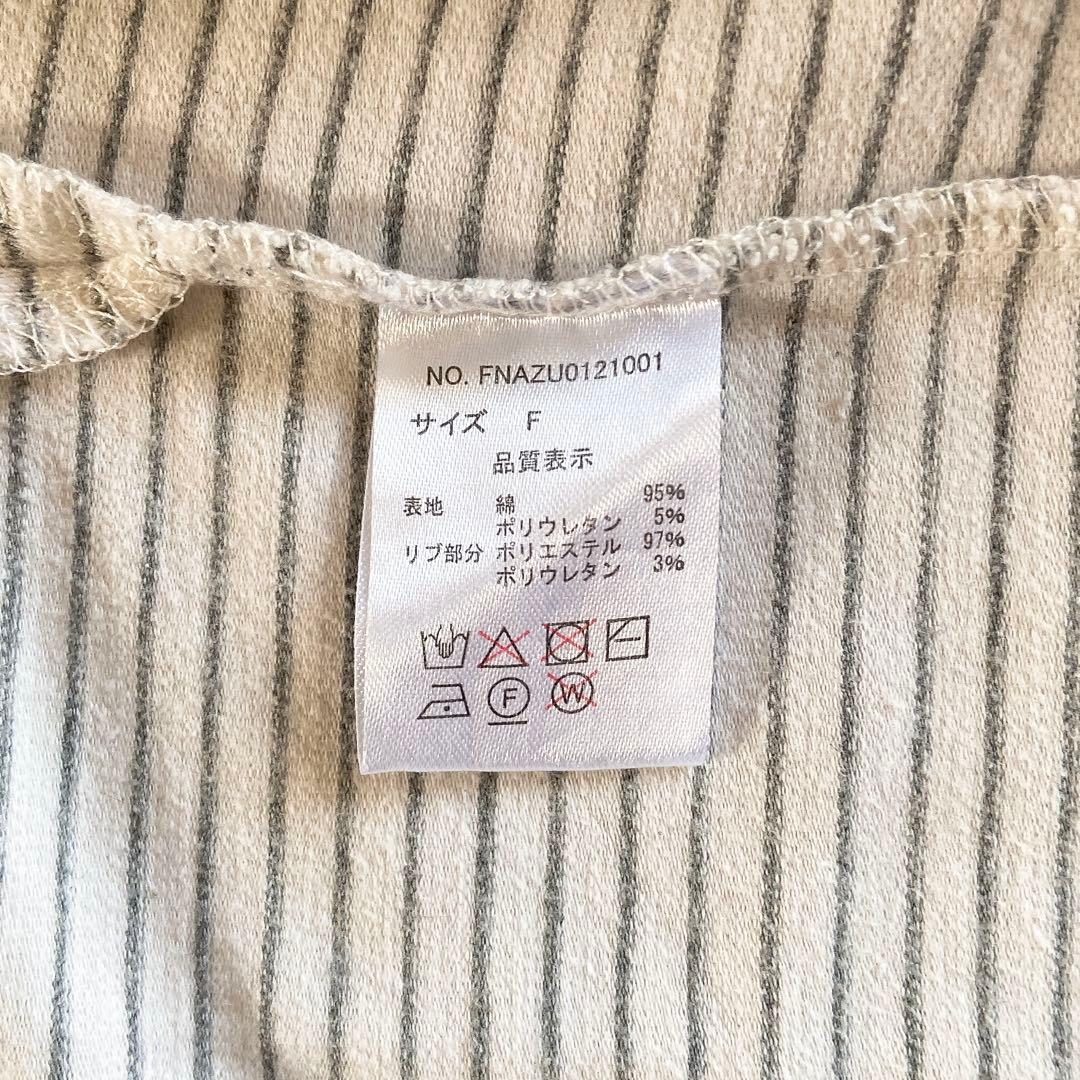 NO. FNAZU0121001
サイズ F
品質表示
表地 綿 95%
ポリウレタン 5%
リブ部分 ポリエステル 97%
ポリウレタン 3%
F W